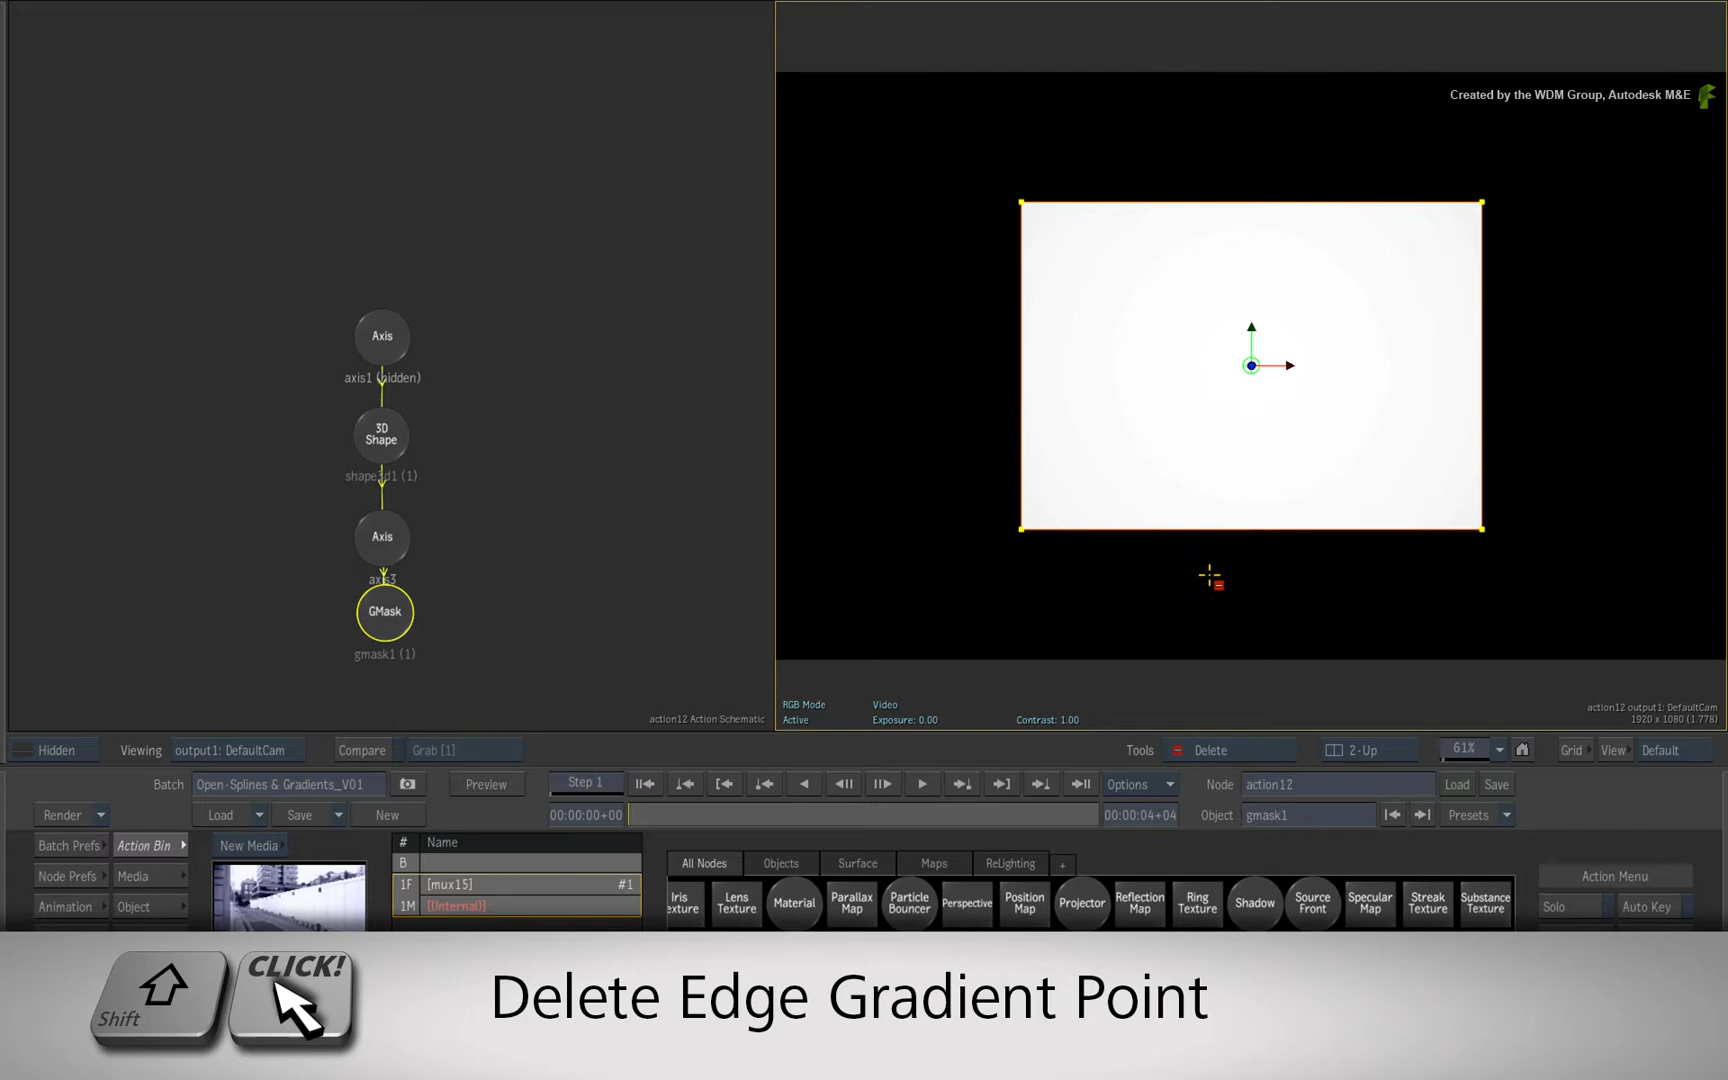 Created by the WDM Group, Autodesk M&E
Axis
axis1 (hidden)
3D
Shape
shape3d1 (1)
Axis
axis3
GMask
gmask1 (1)
action12 Action Schematic
RGB Mode
Video
Active
Exposure: 0.00
Contrast: 1.00
action12 output1: DefaultCam
1920 x 1080 (1.778)
Hidden
Viewing
output1: DefaultCam
Compare
Grab [1]
Tools
Delete
2-Up
61%
Grid
View
Default
Batch
Open-Splines & Gradients_V01
Preview
Step 1
Options
Node
action12
Load
Save
Render
Load
Save
New
00:00:00+00
00:00:04+04
Object
gmask1
Presets
Batch Prefs
Action Bin
New Media
# Name
B
Node Prefs
Media
1F [mux15] #1
Animation
Object
1M [(Internal)]
All Nodes
Objects
Surface
Maps
ReLighting
+
Iris
exture
Lens
Texture
Material
Parallax
Map
Particle
Bouncer
Perspective
Position
Map
Projector
Reflection
Map
Ring
Texture
Shadow
Source
Front
Specular
Map
Streak
Texture
Substance
Texture
Action Menu
Solo
Auto Key
Shift
CLICK!
Delete Edge Gradient Point